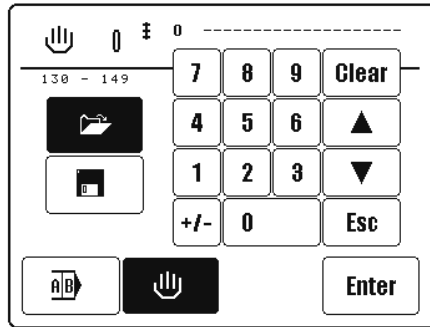 0 0 --------------------
130 - 149
7 8 9 Clear
4 5 6
1 2 3
+/- 0 Esc
A B Enter